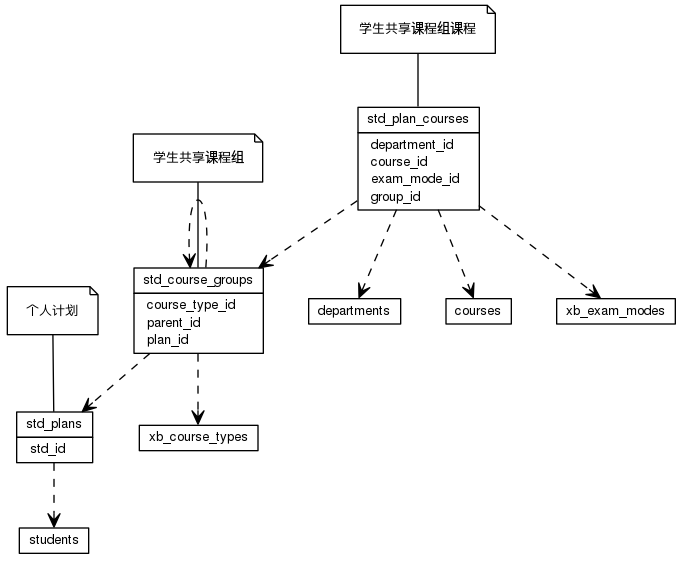 学生共享课程组课程
std_plan_courses
department_id
course_id
exam_mode_id
group_id
学生共享课程组
std_course_groups
course_type_id
parent_id
plan_id
departments
courses
xb_exam_modes
个人计划
std_plans
std_id
xb_course_types
students